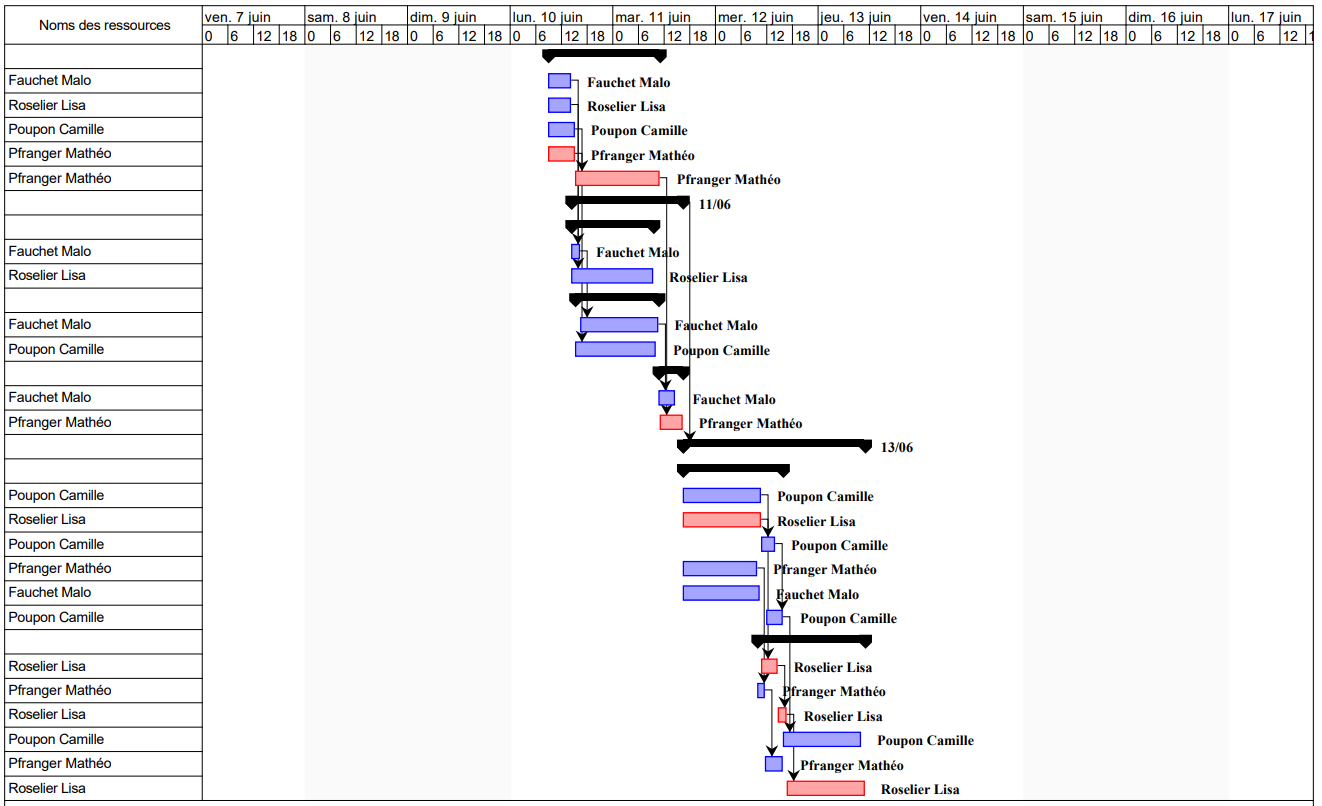 Noms des ressources
ven. 7 juin sam. 8 juin dim. 9 juin lun. 10 juin mar. 11 juin mer. 12 juin jeu. 13 juin ven. 14 juin sam. 15 juin dim. 16 juin lun. 17 juin
0 6 12 18 0 6 12 18 0 6 12 18 0 6 12 18 0 6 12 18 0 6 12 18 0 6 12 18 0 6 12 18 0 6 12 18 0 6 12 18 0 6 12 1
Fauchet Malo Fauchet Malo
Roselier Lisa Roselier Lisa
Poupon Camille Poupon Camille
Pfranger Mathéo Pfranger Mathéo
Pfranger Mathéo Pfranger Mathéo
11/06
Fauchet Malo Fauchet Malo
Roselier Lisa Roselier Lisa
Fauchet Malo Fauchet Malo
Poupon Camille Poupon Camille
Fauchet Malo Fauchet Malo
Pfranger Mathéo Pfranger Mathéo
13/06
Poupon Camille Poupon Camille
Roselier Lisa Roselier Lisa
Poupon Camille Poupon Camille
Pfranger Mathéo Pfranger Mathéo
Fauchet Malo Fauchet Malo
Poupon Camille Poupon Camille
Roselier Lisa Roselier Lisa
Pfranger Mathéo Pfranger Mathéo
Roselier Lisa Roselier Lisa
Poupon Camille Poupon Camille
Pfranger Mathéo Pfranger Mathéo
Roselier Lisa Roselier Lisa